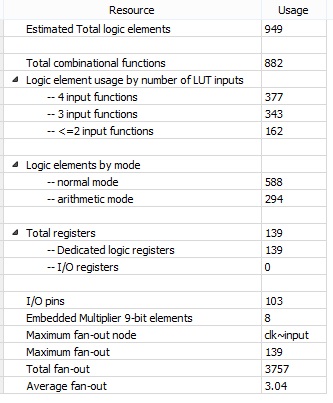 Resource Usage
Estimated Total logic elements 949
Total combinational functions 882
Logic element usage by number of LUT inputs
-- 4 input functions 377
-- 3 input functions 343
-- <=2 input functions 162
Logic elements by mode
-- normal mode 588
-- arithmetic mode 294
Total registers 139
-- Dedicated logic registers 139
-- I/O registers 0
I/O pins 103
Embedded Multiplier 9-bit elements 8
Maximum fan-out node clk~input
Maximum fan-out 139
Total fan-out 3757
Average fan-out 3.04